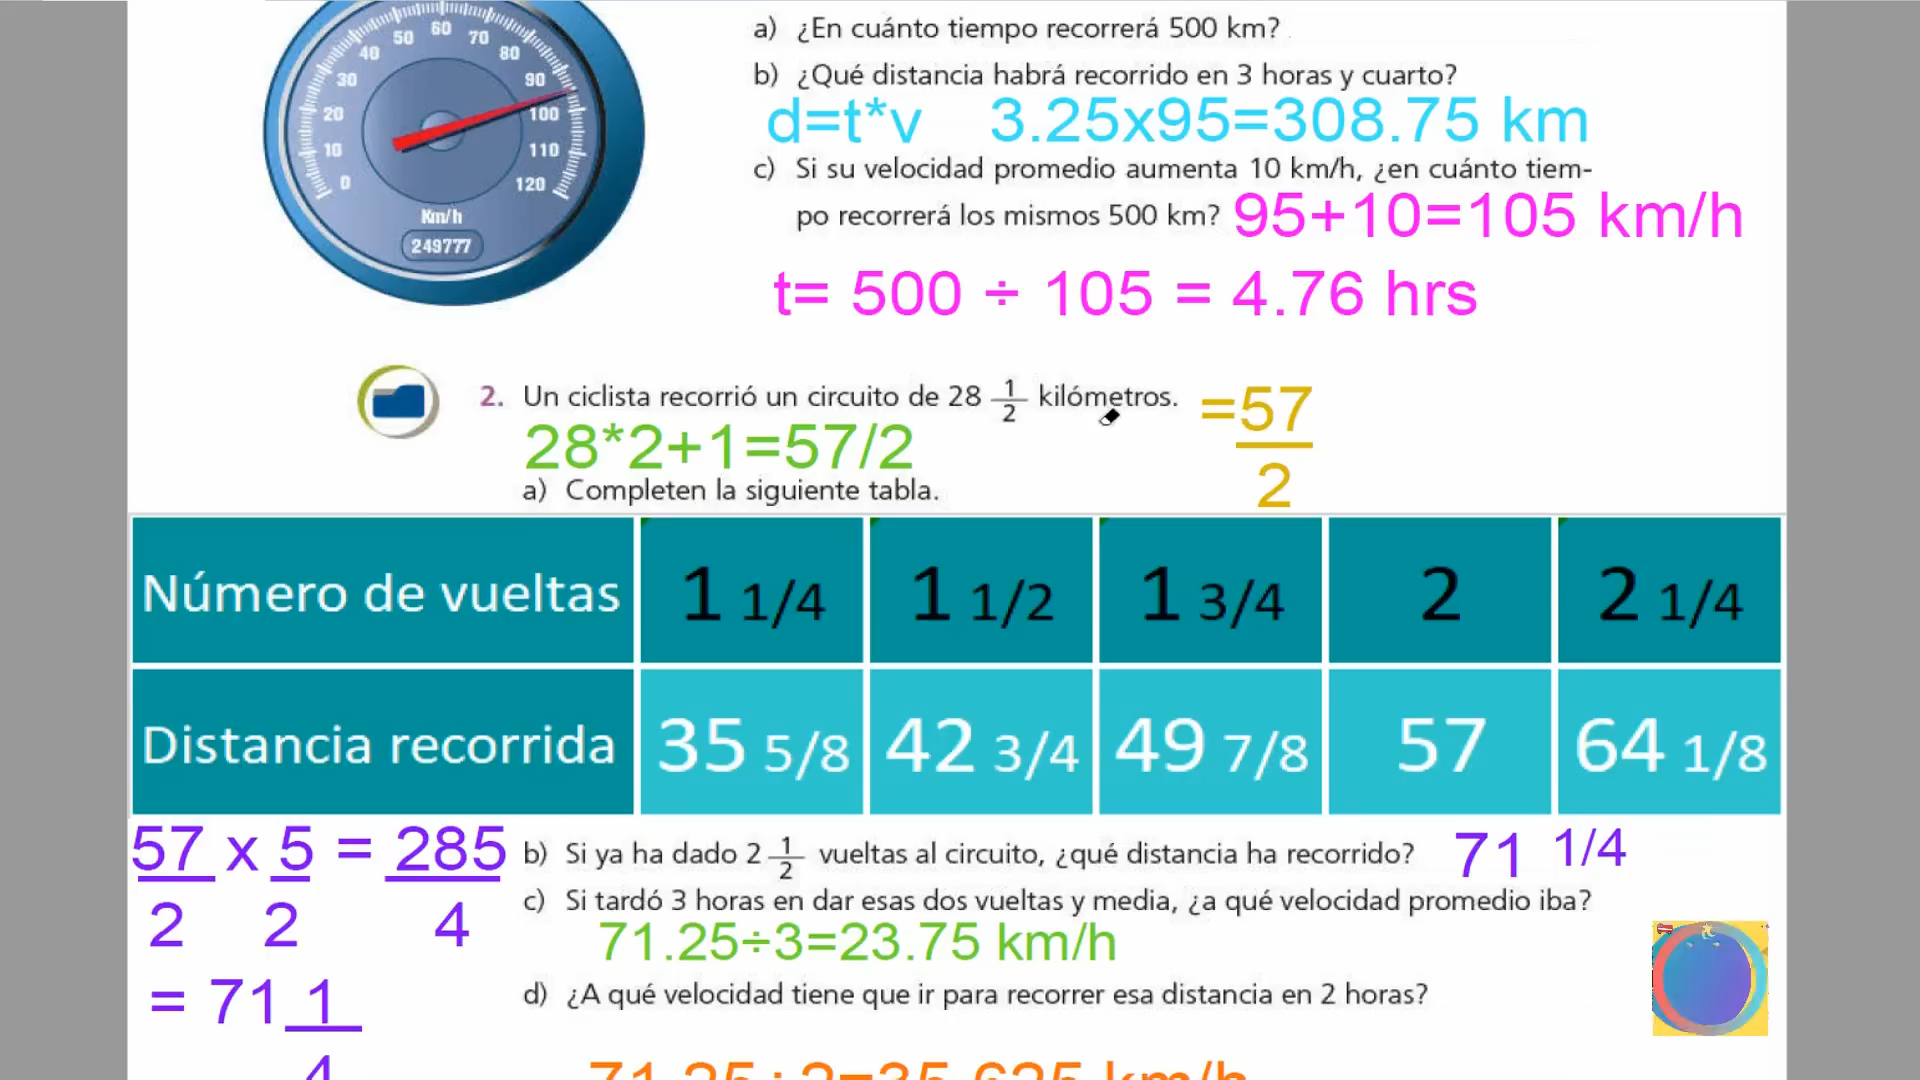 0 10 20 30 40 50 60 70 80 90 100 110 120
Km/h
249777
a) ¿En cuánto tiempo recorrerá 500 km?
b) ¿Qué distancia habrá recorrido en 3 horas y cuarto?
d=t*v 3.25x95=308.75 km
c) Si su velocidad promedio aumenta 10 km/h, ¿en cuánto tiem-
po recorrerá los mismos 500 km? 95+10=105 km/h
t= 500 ÷ 105 = 4.76 hrs
2. Un ciclista recorrió un circuito de 28 1/2 kilómetros. =57/2
28*2+1=57/2
a) Completen la siguiente tabla.
Número de vueltas 1 1/4 1 1/2 1 3/4 2 2 1/4
Distancia recorrida 35 5/8 42 3/4 49 7/8 57 64 1/8
57/2 x 5/2 = 285/4
= 71 1/4
b) Si ya ha dado 2 1/2 vueltas al circuito, ¿qué distancia ha recorrido? 71 1/4
c) Si tardó 3 horas en dar esas dos vueltas y media, ¿a qué velocidad promedio iba?
71.25÷3=23.75 km/h
d) ¿A qué velocidad tiene que ir para recorrer esa distancia en 2 horas?
71.25÷2=35.625 km/h